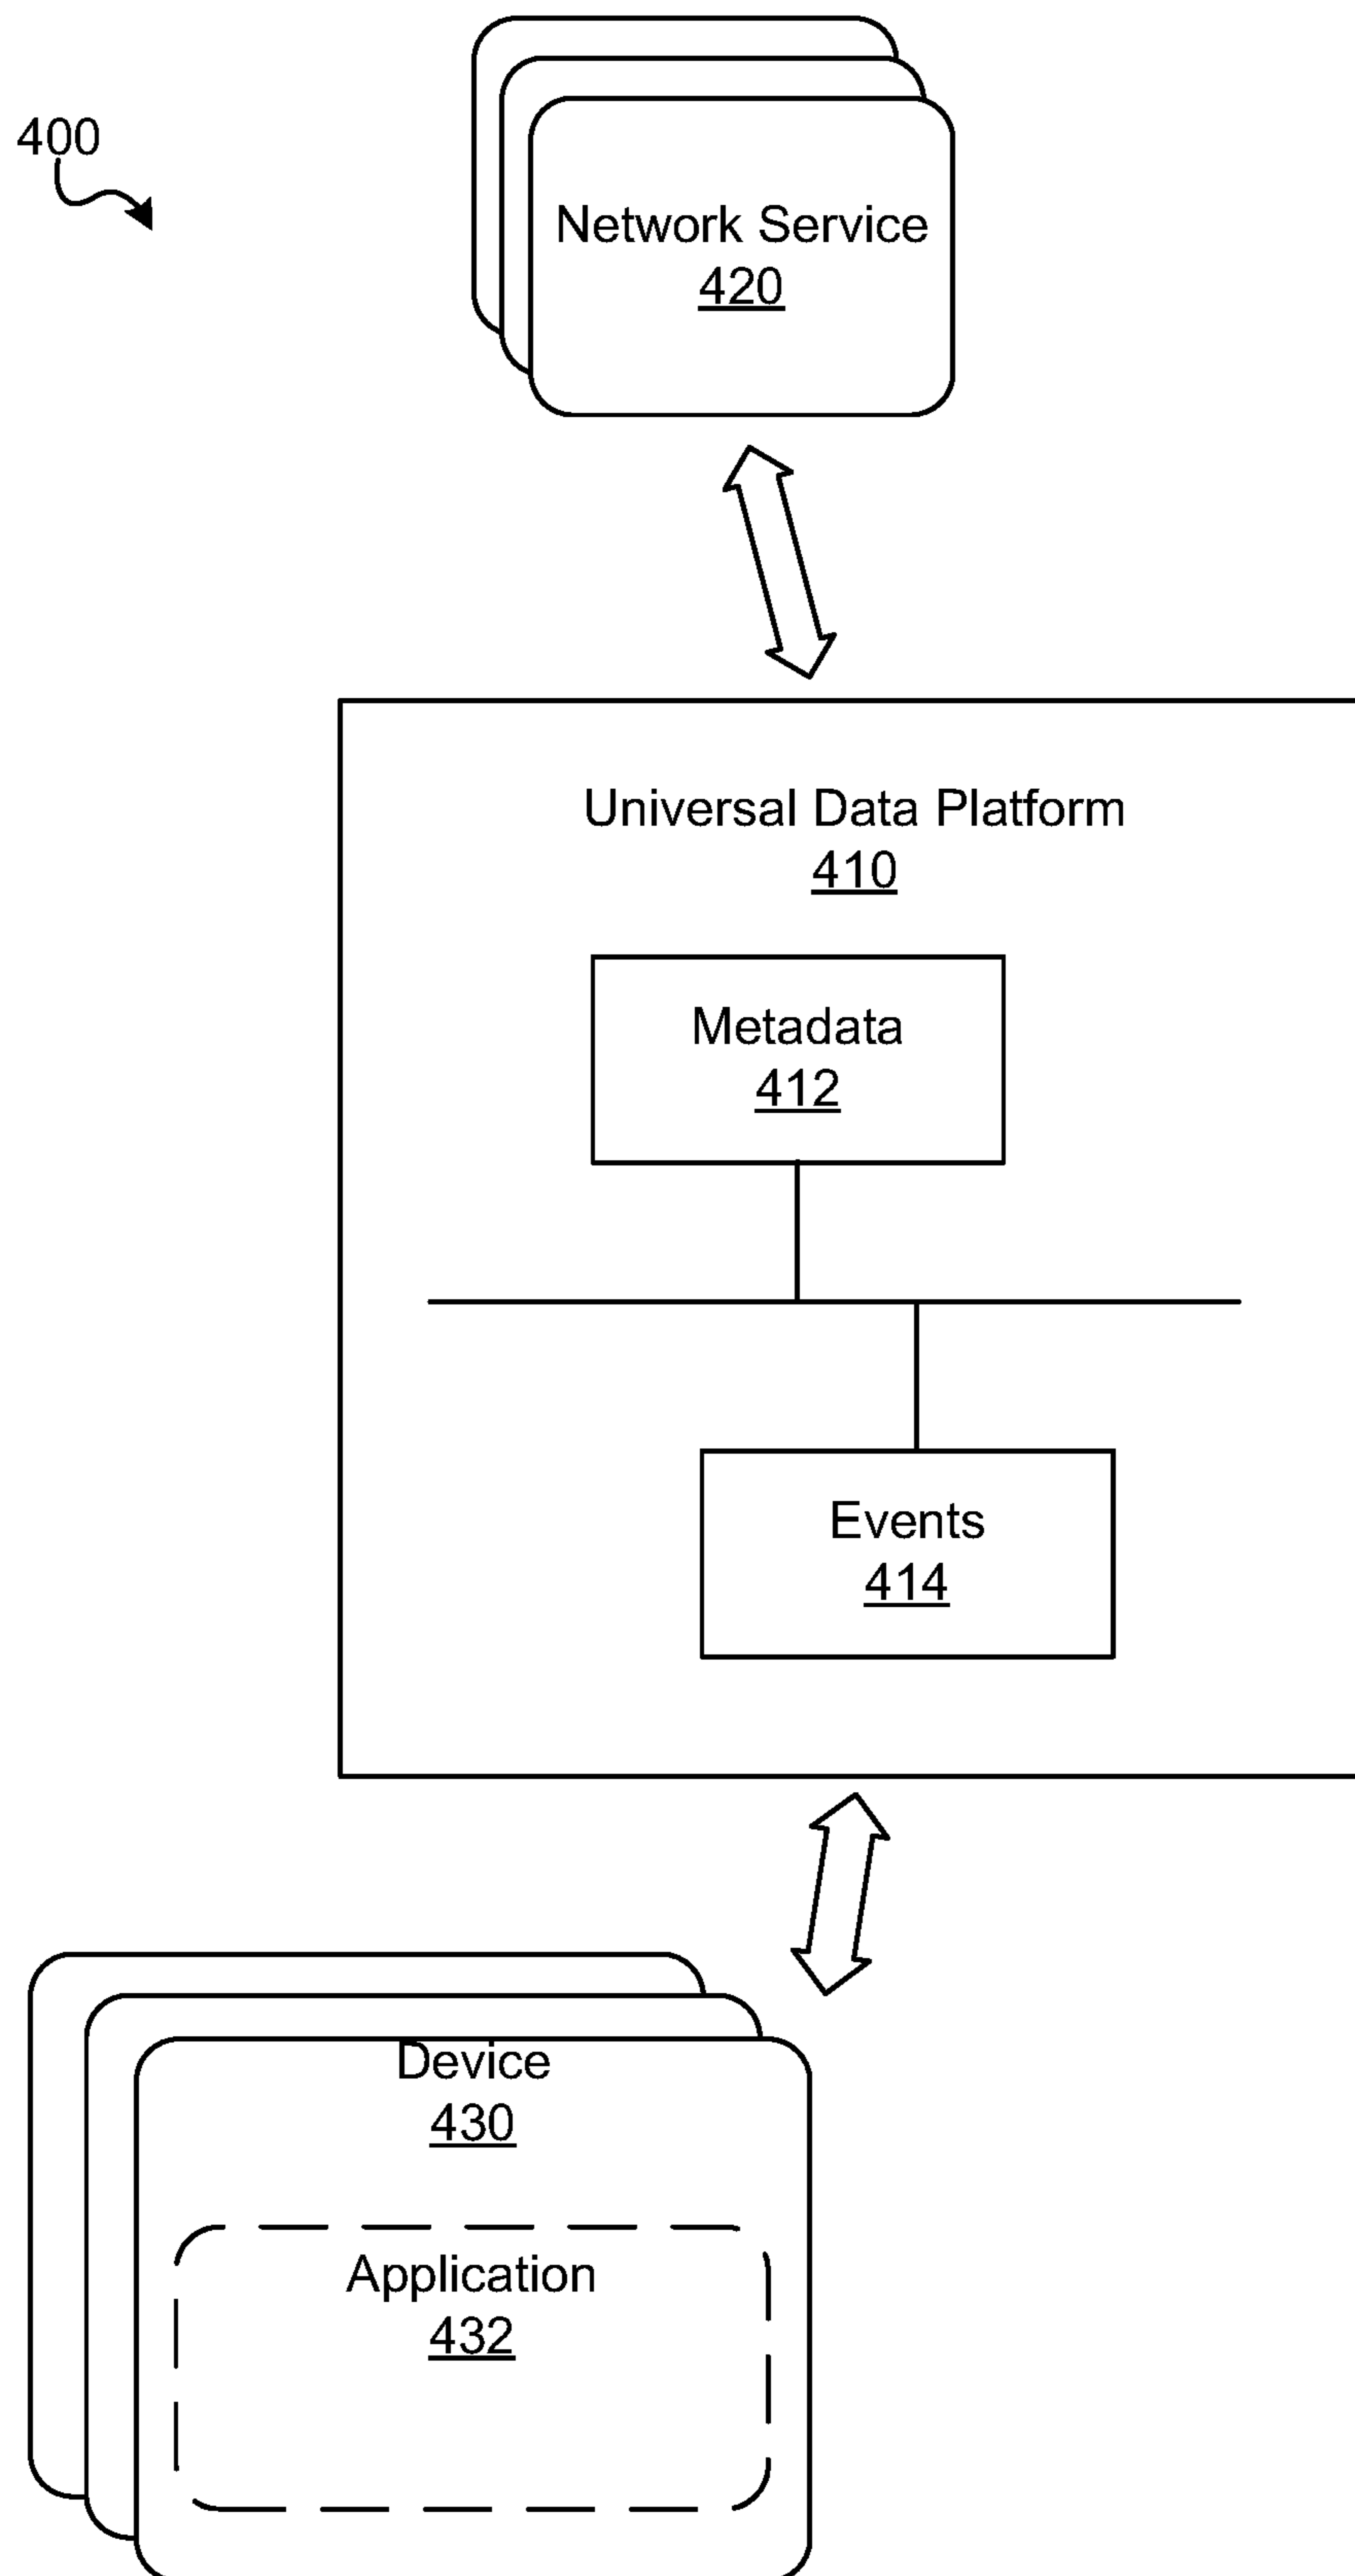 400
Network Service
420
Universal Data Platform
410
Metadata
412
Events
414
Device
430
Application
432